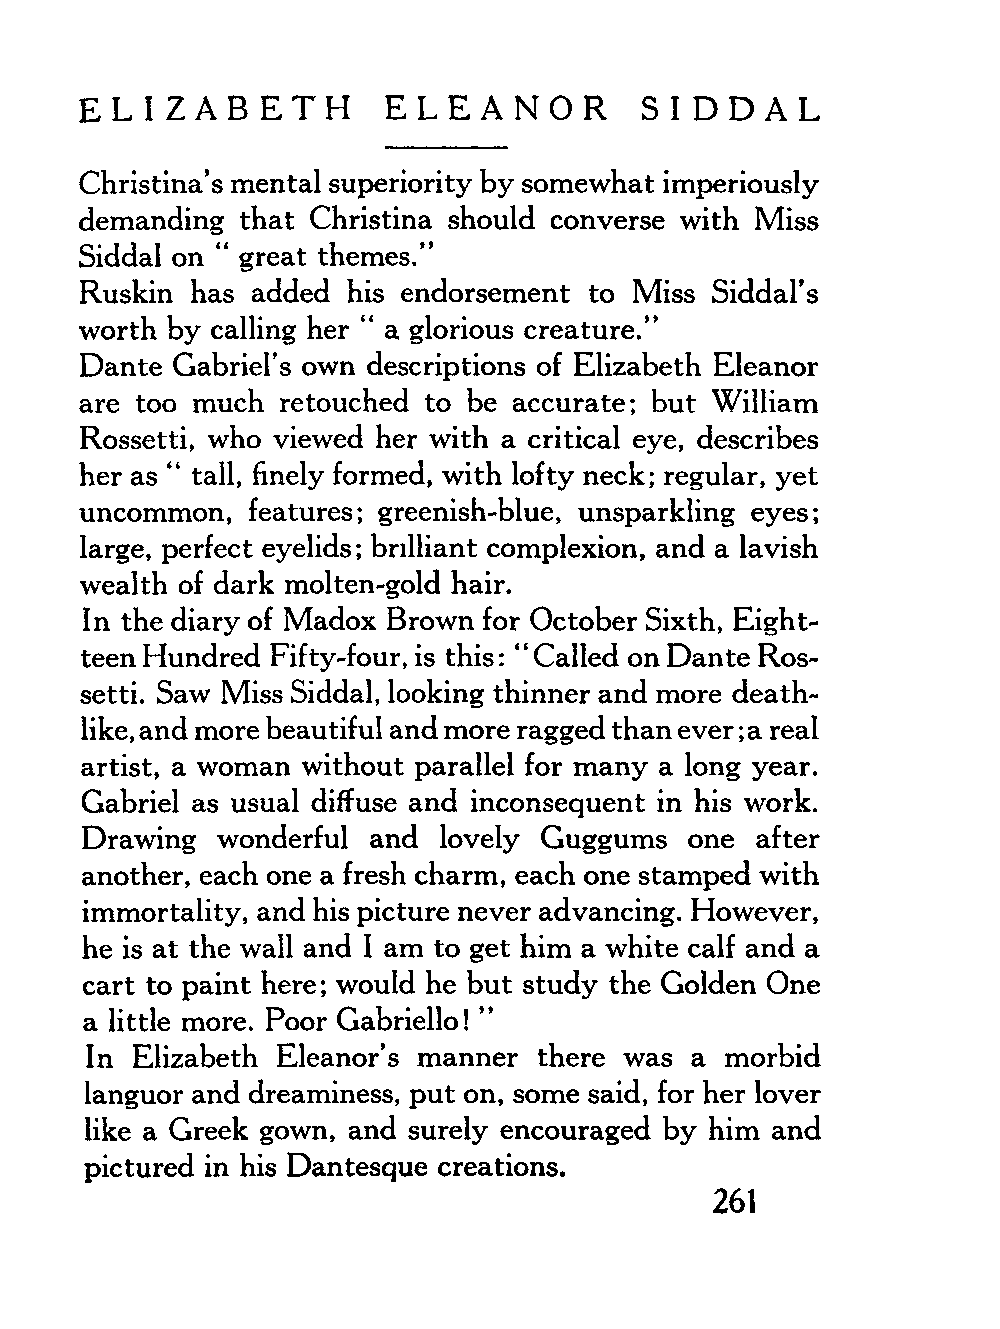 ELIZABETH ELEANOR SIDDAL
Christina's mental superiority by somewhat imperiously
demanding that Christina should converse with Miss
Siddal on " great themes."
Ruskin has added his endorsement to Miss Siddal's
worth by calling her " a glorious creature."
Dante Gabriel's own descriptions of Elizabeth Eleanor
are too much retouched to be accurate; but William
Rossetti, who viewed her with a critical eye, describes
her as " tall, finely formed, with lofty neck; regular, yet
uncommon, features; greenish-blue, unsparkling eyes;
large, perfect eyelids; brilliant complexion, and a lavish
wealth of dark molten-gold hair.
In the diary of Madox Brown for October Sixth, Eight-
teen Hundred Fifty-four, is this: "Called on Dante Ros-
setti. Saw Miss Siddal, looking thinner and more death-
like, and more beautiful and more ragged than ever; a real
artist, a woman without parallel for many a long year.
Gabriel as usual diffuse and inconsequent in his work.
Drawing wonderful and lovely Guggums one after
another, each one a fresh charm, each one stamped with
immortality, and his picture never advancing. However,
he is at the wall and I am to get him a white calf and a
cart to paint here; would he but study the Golden One
a little more. Poor Gabriello! "
In Elizabeth Eleanor's manner there was a morbid
languor and dreaminess, put on, some said, for her lover
like a Greek gown, and surely encouraged by him and
pictured in his Dantesque creations.
261